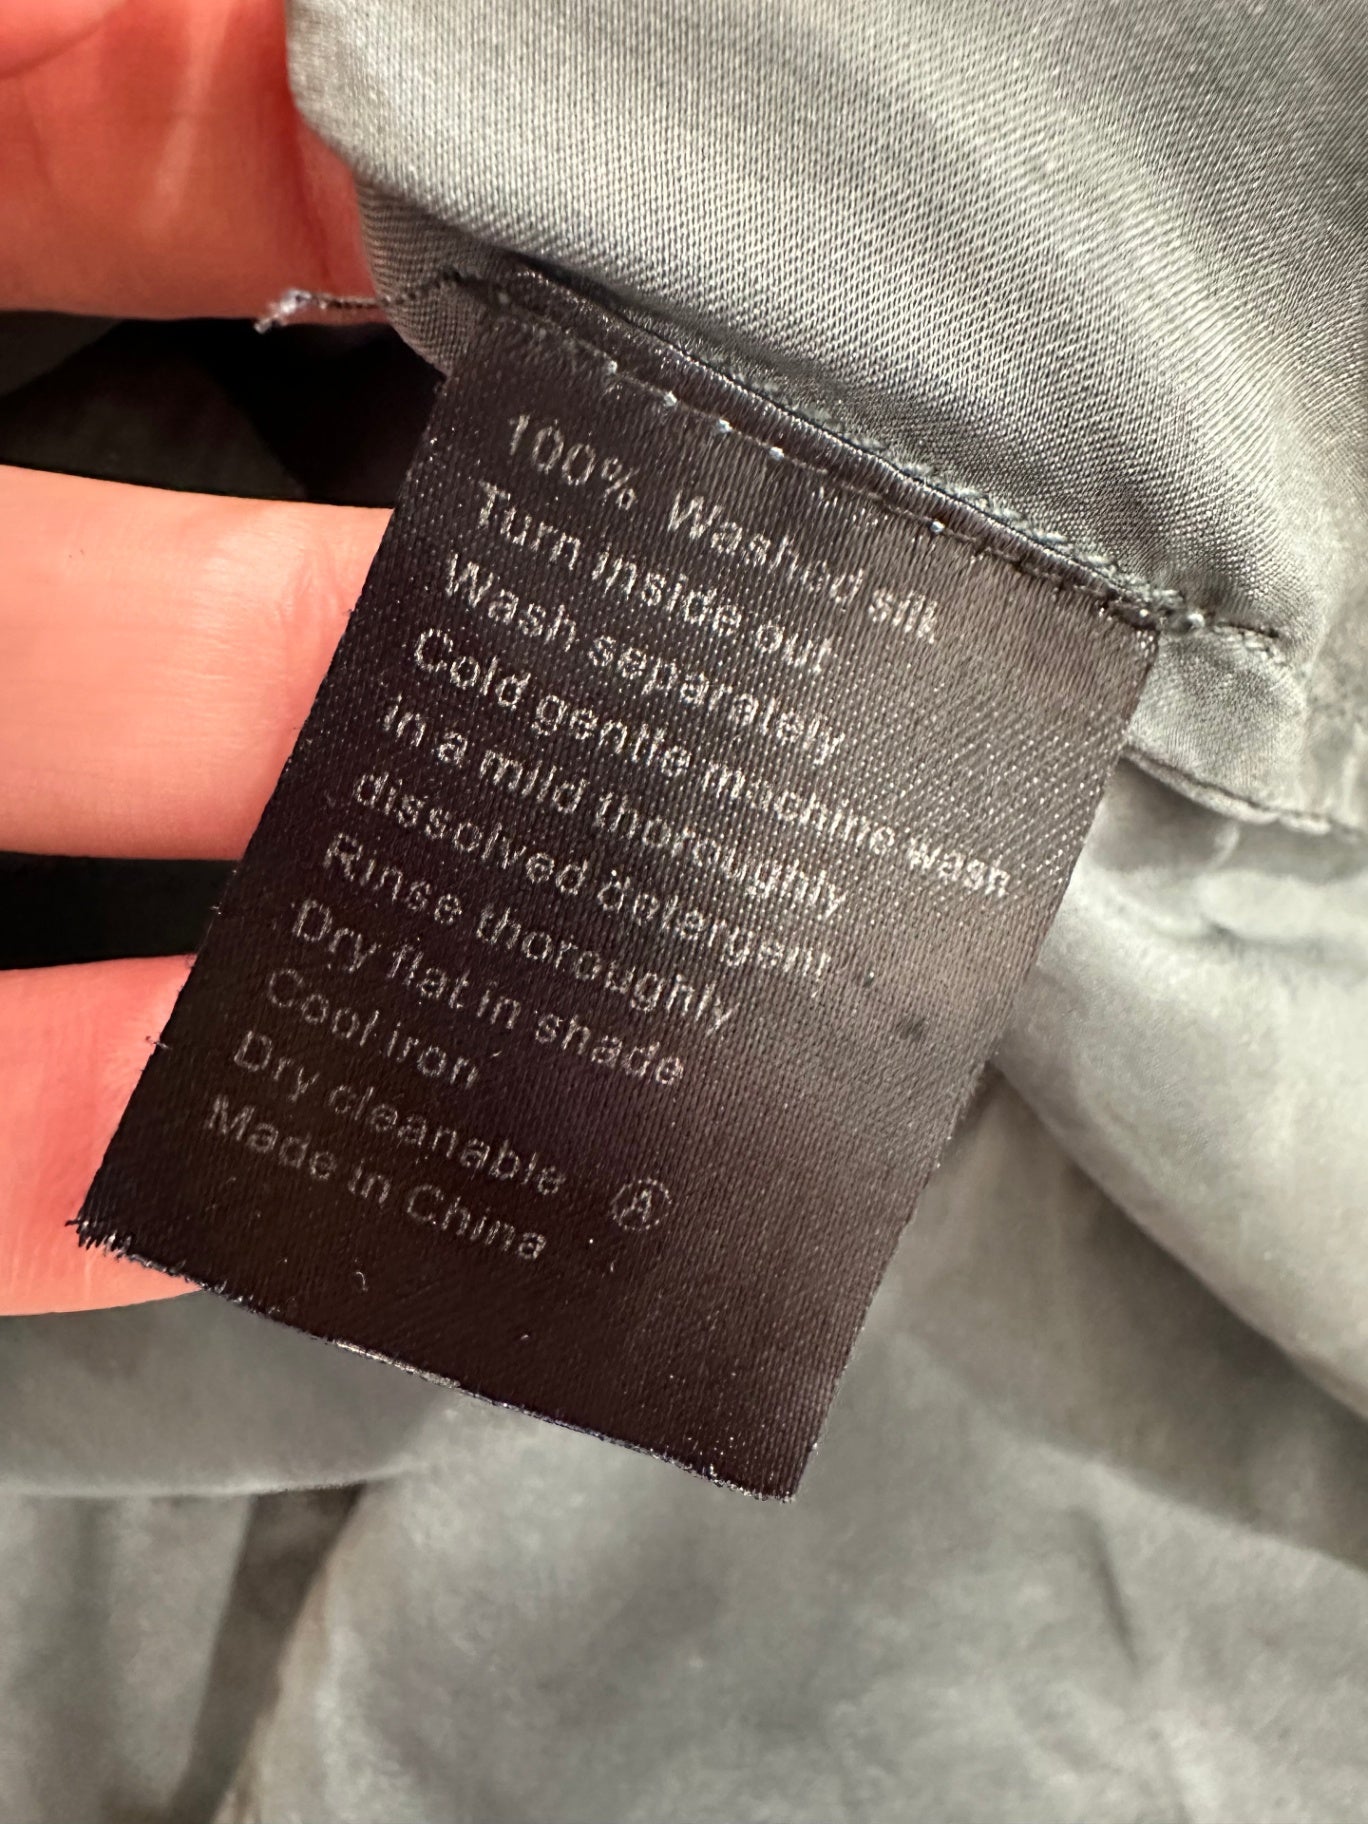 100% Washed silk
Turn inside out
Wash separately
Cold gentle machine wash
in a mild thoroughly
dissolved detergent
Rinse thoroughly
Dry flat in shade
Cool iron
Dry cleanable Ⓐ
Made in China